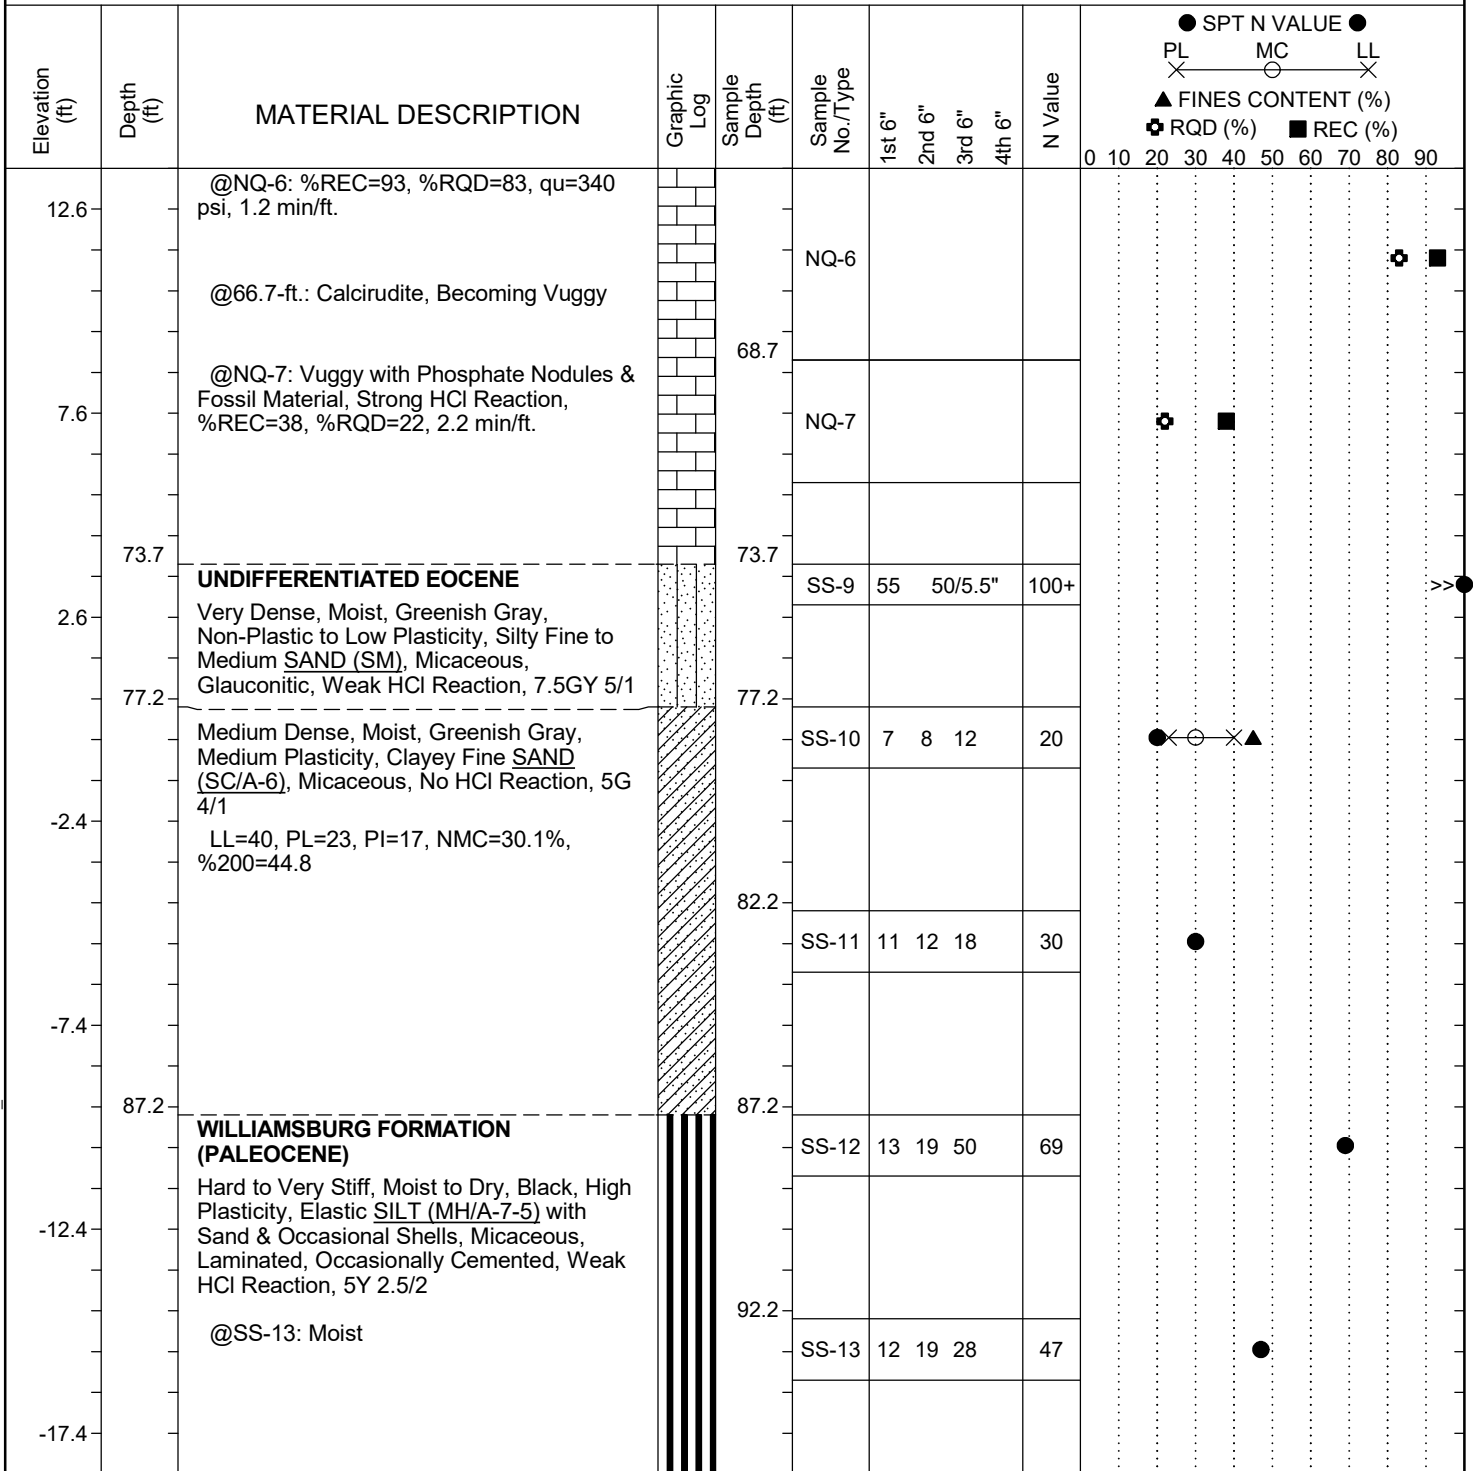 ● SPT N VALUE ●
PL MC LL
▲ FINES CONTENT (%)
RQD (%) ■ REC (%)
Elevation (ft)
Depth (ft)
MATERIAL DESCRIPTION
Graphic Log
Sample Depth (ft)
Sample No./Type
1st 6"
2nd 6"
3rd 6"
4th 6"
N Value
0 10 20 30 40 50 60 70 80 90
@NQ-6: %REC=93, %RQD=83, qu=340
psi, 1.2 min/ft.
12.6
NQ-6
@66.7-ft.: Calcirudite, Becoming Vuggy
68.7
@NQ-7: Vuggy with Phosphate Nodules &
Fossil Material, Strong HCl Reaction,
%REC=38, %RQD=22, 2.2 min/ft.
7.6
NQ-7
73.7
73.7
UNDIFFERENTIATED EOCENE
SS-9 55 50/5.5" 100+
>>
Very Dense, Moist, Greenish Gray,
Non-Plastic to Low Plasticity, Silty Fine to
Medium SAND (SM), Micaceous,
Glauconitic, Weak HCl Reaction, 7.5GY 5/1
2.6
77.2
77.2
Medium Dense, Moist, Greenish Gray,
Medium Plasticity, Clayey Fine SAND
(SC/A-6), Micaceous, No HCl Reaction, 5G
4/1
SS-10 7 8 12 20
-2.4
LL=40, PL=23, PI=17, NMC=30.1%,
%200=44.8
82.2
SS-11 11 12 18 30
-7.4
87.2
87.2
WILLIAMSBURG FORMATION
(PALEOCENE)
SS-12 13 19 50 69
Hard to Very Stiff, Moist to Dry, Black, High
Plasticity, Elastic SILT (MH/A-7-5) with
Sand & Occasional Shells, Micaceous,
Laminated, Occasionally Cemented, Weak
HCl Reaction, 5Y 2.5/2
-12.4
92.2
@SS-13: Moist
SS-13 12 19 28 47
-17.4